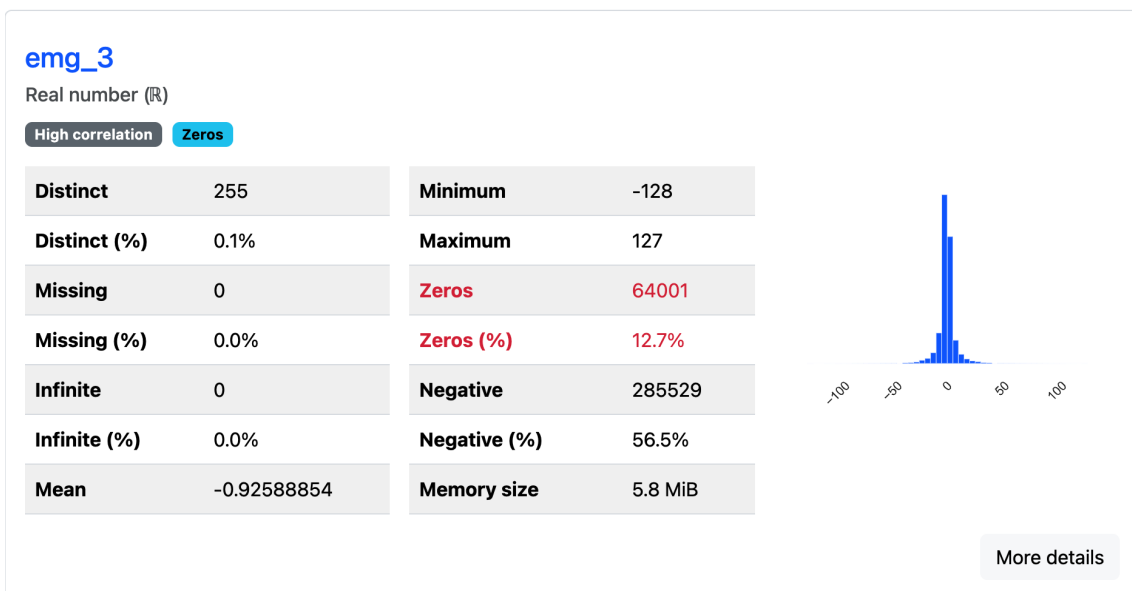 emg_3
Real number (ℝ)
High correlation Zeros
Distinct 255
Distinct (%) 0.1%
Missing 0
Missing (%) 0.0%
Infinite 0
Infinite (%) 0.0%
Mean -0.92588854
Minimum -128
Maximum 127
Zeros 64001
Zeros (%) 12.7%
Negative 285529
Negative (%) 56.5%
Memory size 5.8 MiB
−100 −50 0 50 100
More details